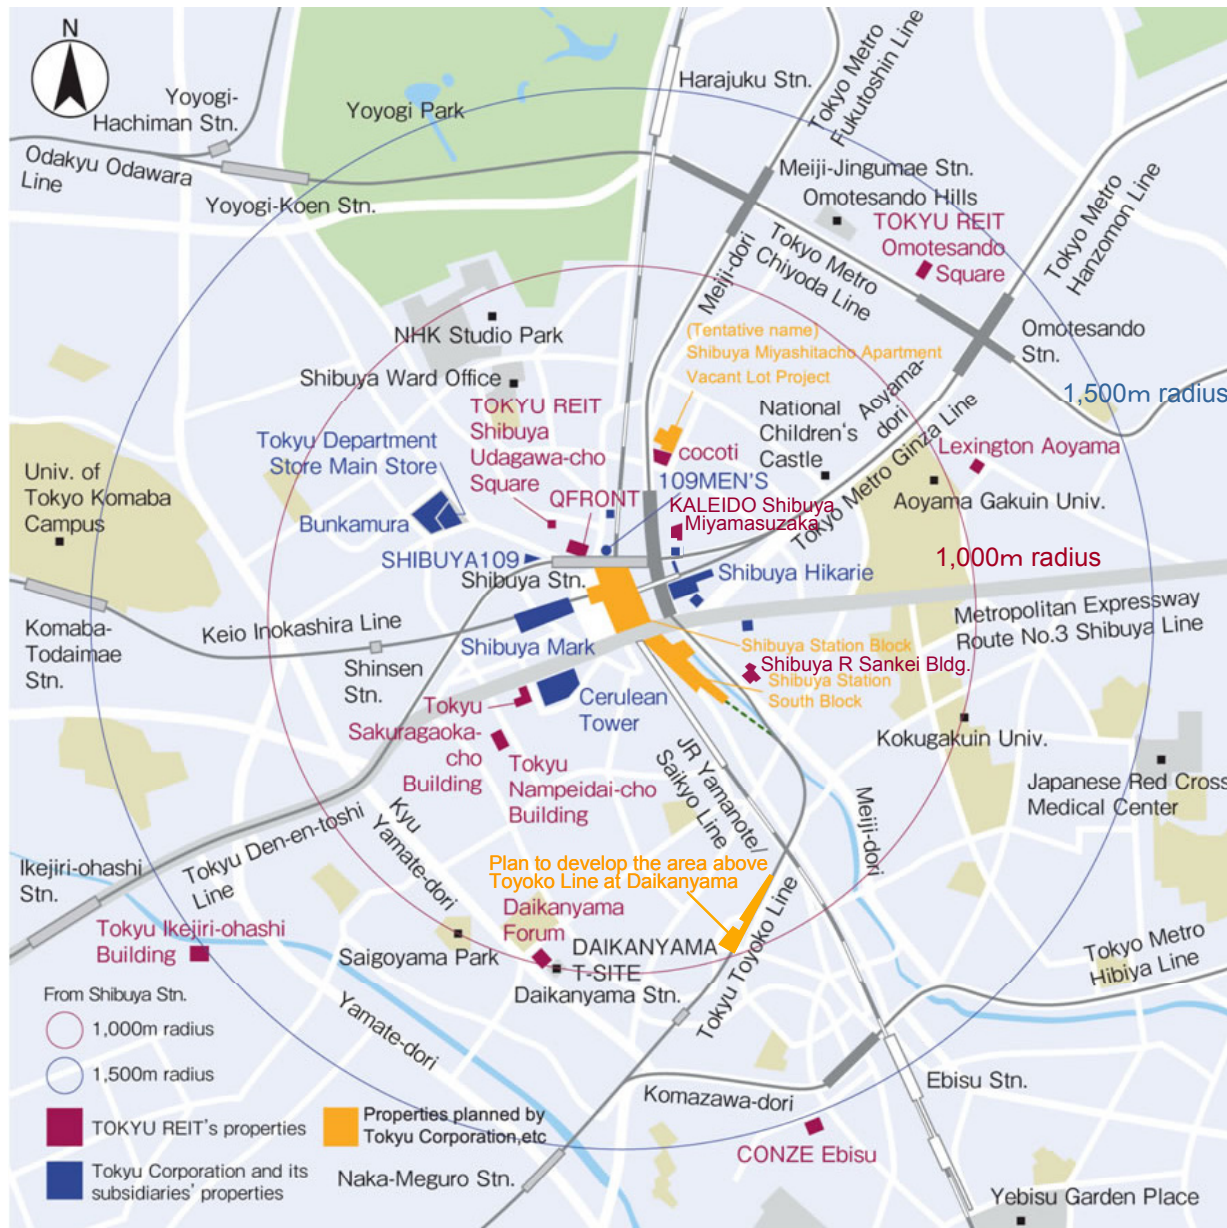 N
Yoyogi-
Hachiman Stn.
Yoyogi Park
Harajuku Stn.
Tokyo Metro
Fukutoshin Line
Odakyu Odawara
Line
Yoyogi-Koen Stn.
Meiji-Jingumae Stn.
Omotesando Hills
TOKYU REIT
Omotesando
Square
Tokyo Metro
Hanzomon Line
Meiji-dori
Tokyo Metro
Chiyoda Line
NHK Studio Park
(Tentative name)
Shibuya Miyashitacho Apartment
Vacant Lot Project
Omotesando
Stn.
Shibuya Ward Office
1,500m radius
TOKYU REIT
Shibuya
Udagawa-cho
Square
Aoyama-
dori
National
Children's
Castle
Tokyo Metro Ginza Line
Tokyu Department
Store Main Store
Lexington Aoyama
Univ. of
Tokyo Komaba
Campus
cocoti
109MEN'S
Aoyama Gakuin Univ.
QFRONT
KALEIDO Shibuya
Miyamasuzaka
Bunkamura
SHIBUYA109
1,000m radius
Shibuya Stn.
Shibuya Hikarie
Metropolitan Expressway
Route No.3 Shibuya Line
Keio Inokashira Line
Komaba-
Todaimae
Stn.
Shinsen
Stn.
Shibuya Mark
Shibuya Station Block
Shibuya R Sankei Bldg.
Shibuya Station
South Block
Cerulean
Tower
Tokyu
Sakuragaoka-
cho
Building
Kokugakuin Univ.
Tokyu
Nampeidai-cho
Building
JR Yamanote/
Saikyo Line
Japanese Red Cross
Medical Center
Meiji-dori
Kyu
Yamate-dori
Tokyu Den-en-toshi
Line
Ikejiri-ohashi
Stn.
Plan to develop the area above
Toyoko Line at Daikanyama
Daikanyama
Forum
Tokyu Ikejiri-ohashi
Building
Saigoyama Park
DAIKANYAMA
T-SITE
Daikanyama Stn.
Tokyu Toyoko Line
Tokyo Metro
Hibiya Line
From Shibuya Stn.
1,000m radius
1,500m radius
Yamate-dori
Komazawa-dori
Ebisu Stn.
TOKYU REIT's properties
Properties planned by
Tokyu Corporation,etc
CONZE Ebisu
Tokyu Corporation and its
subsidiaries' properties
Naka-Meguro Stn.
Yebisu Garden Place